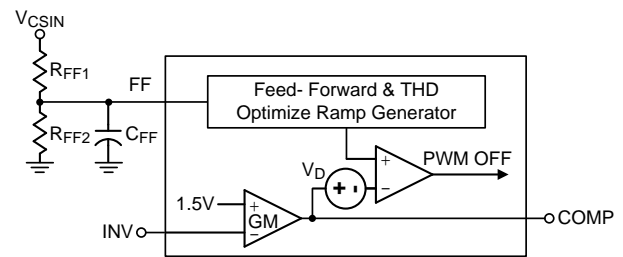 VCSIN
RFF1
FF
Feed- Forward & THD
Optimize Ramp Generator
RFF2
CFF
VD
+ -
+
-
PWM OFF
1.5V
+
GM
-
INV
COMP